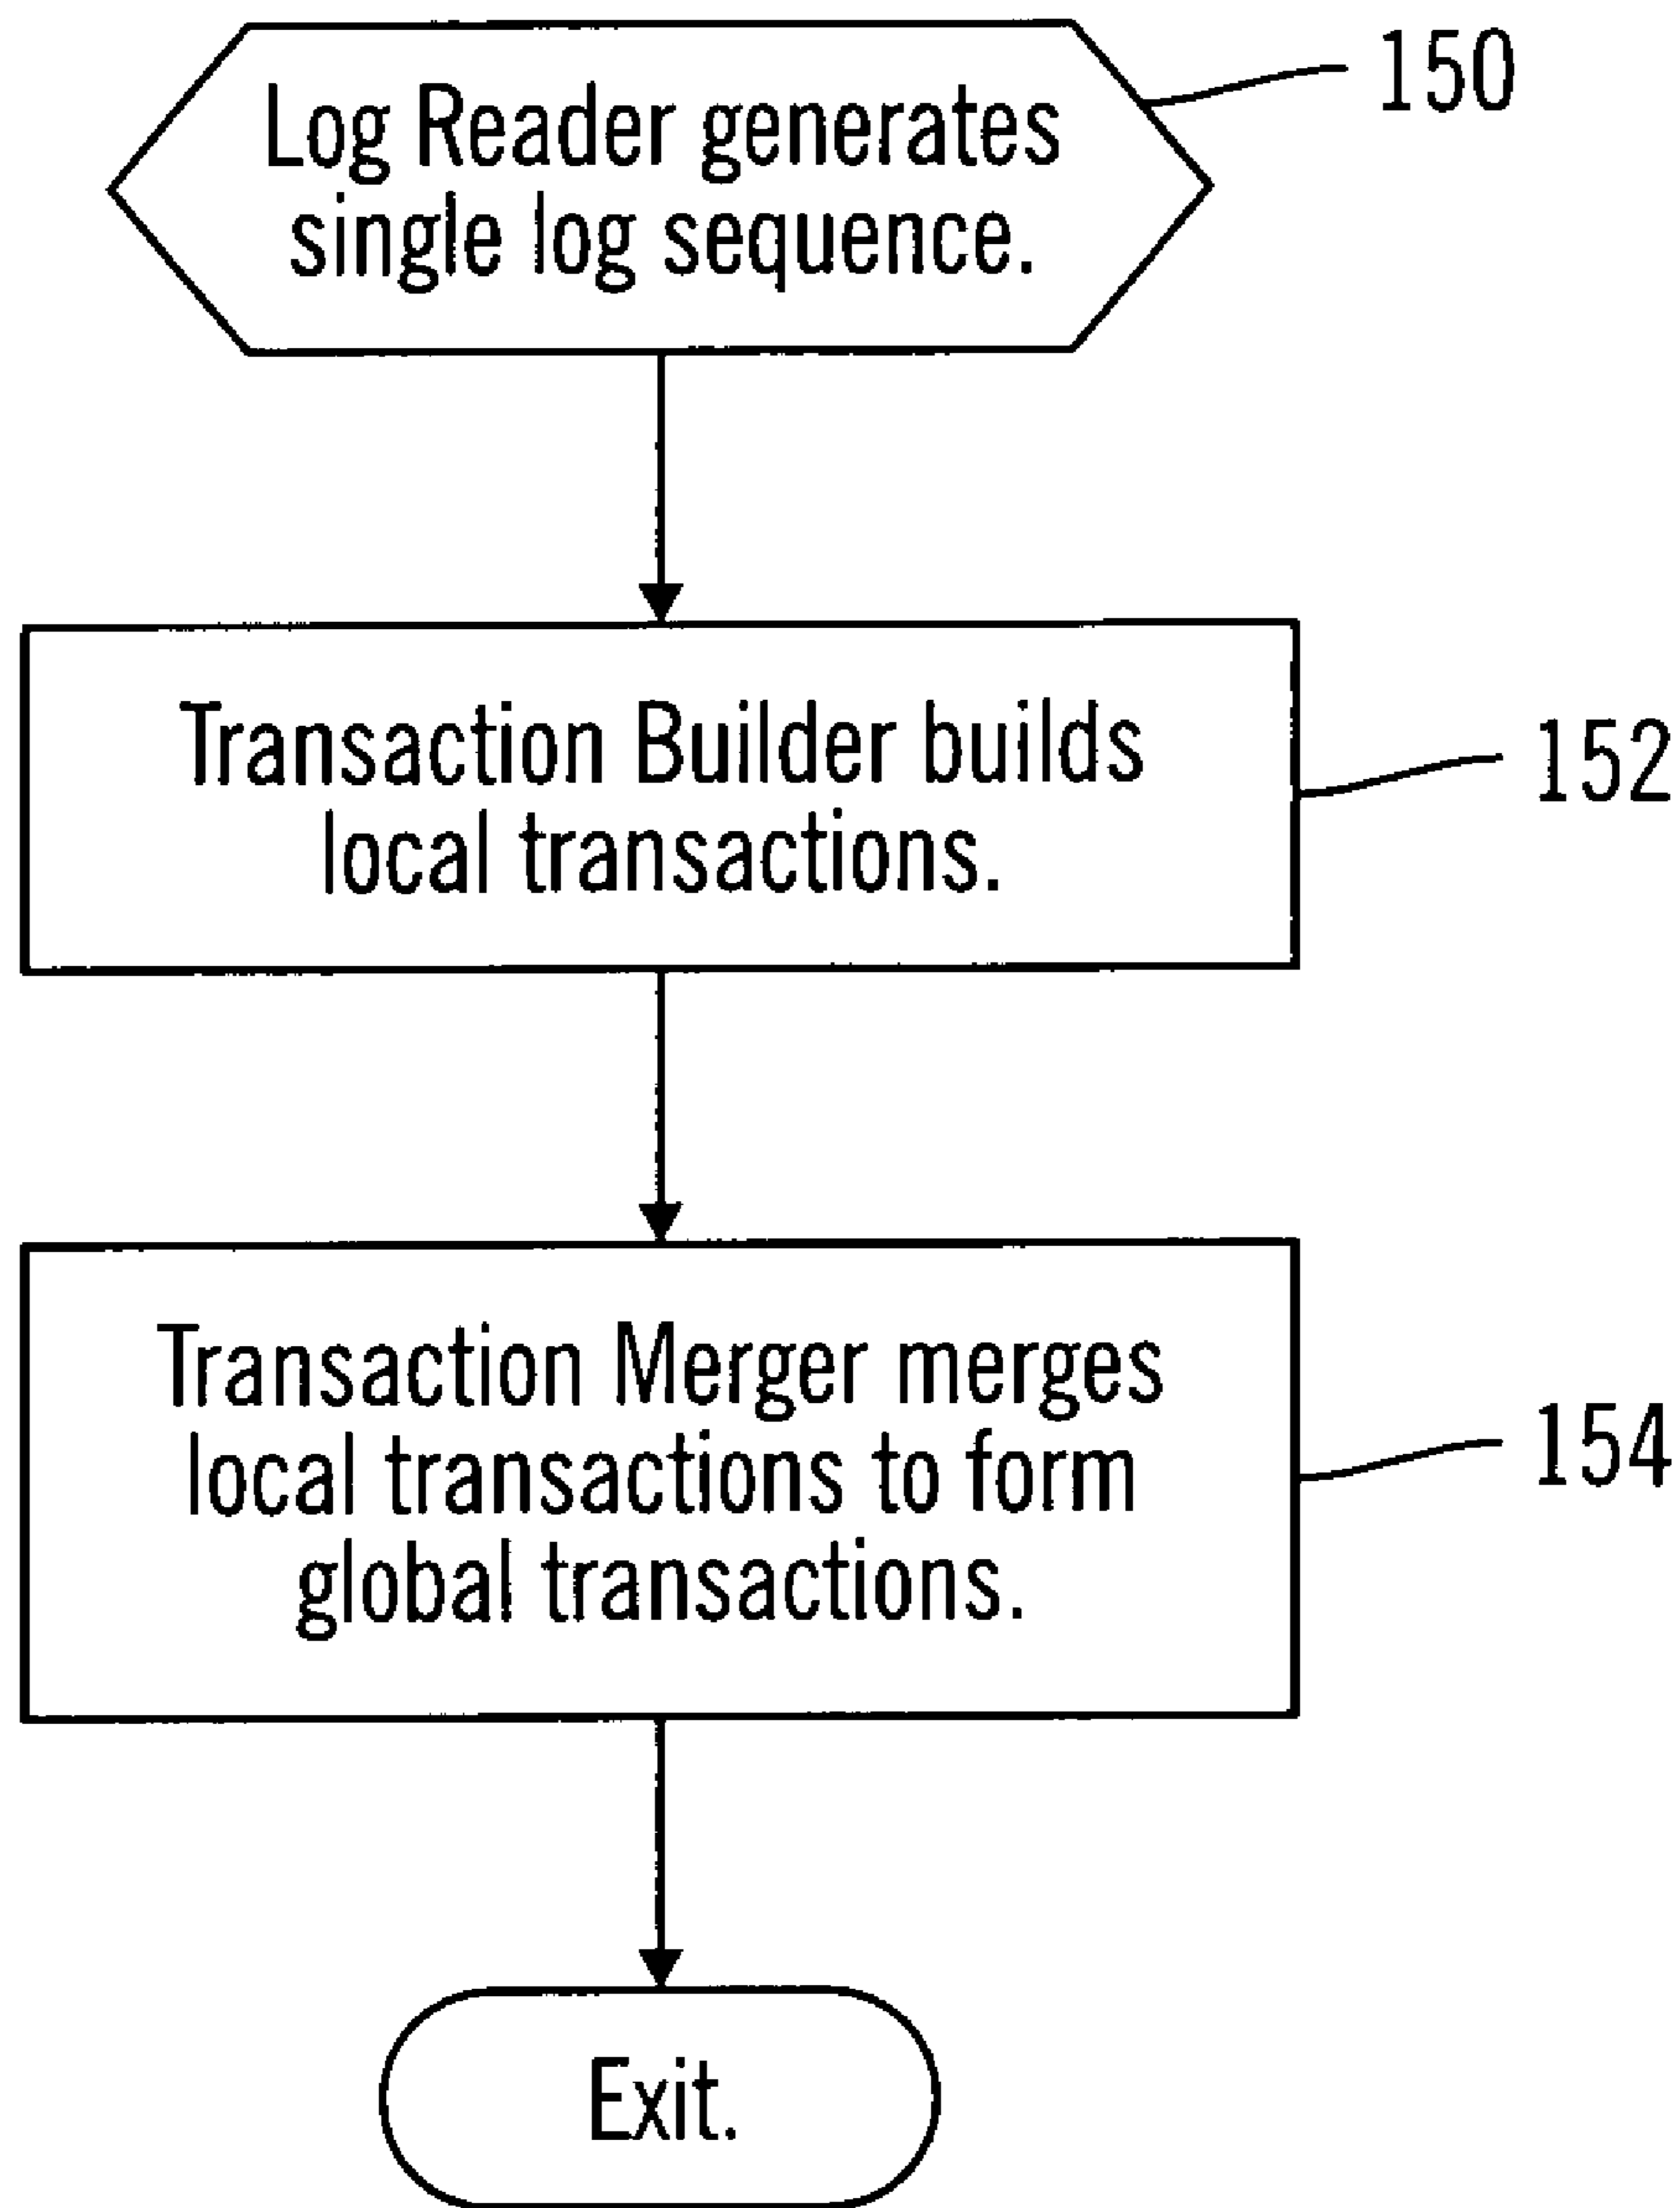 Log Reader generates
single log sequence.
150
Transaction Builder builds
local transactions.
152
Transaction Merger merges
local transactions to form
global transactions.
154
Exit.